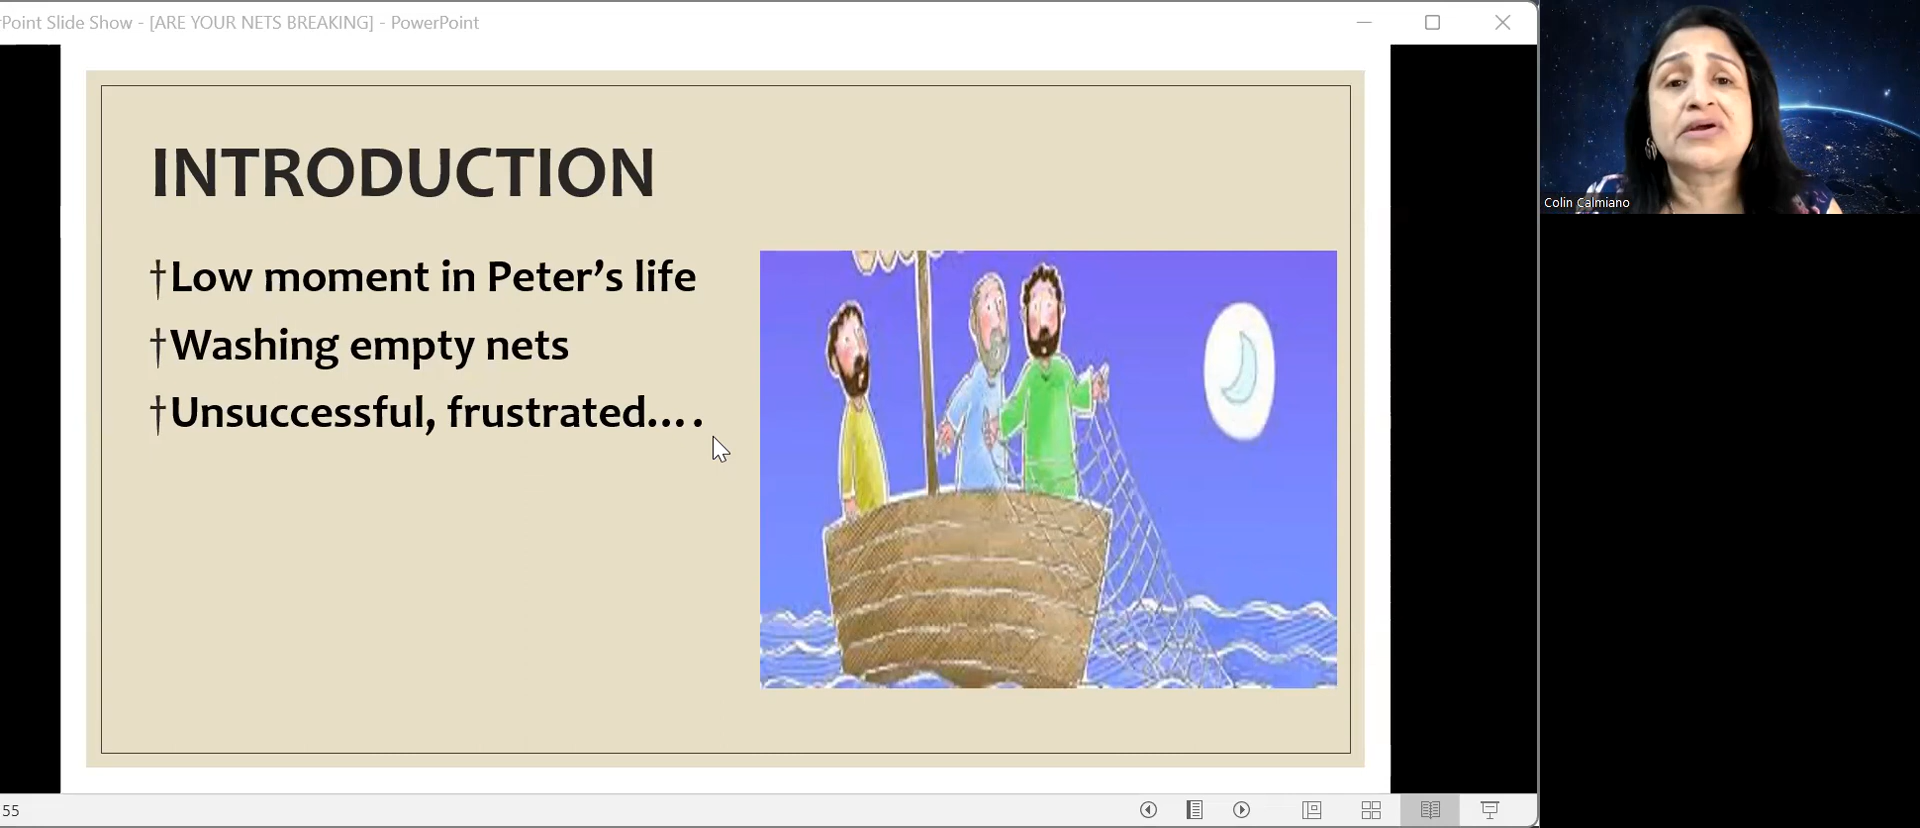 Point Slide Show - [ARE YOUR NETS BREAKING] - PowerPoint
INTRODUCTION
†Low moment in Peter’s life
†Washing empty nets
†Unsuccessful, frustrated….
Colin Calmiano
55